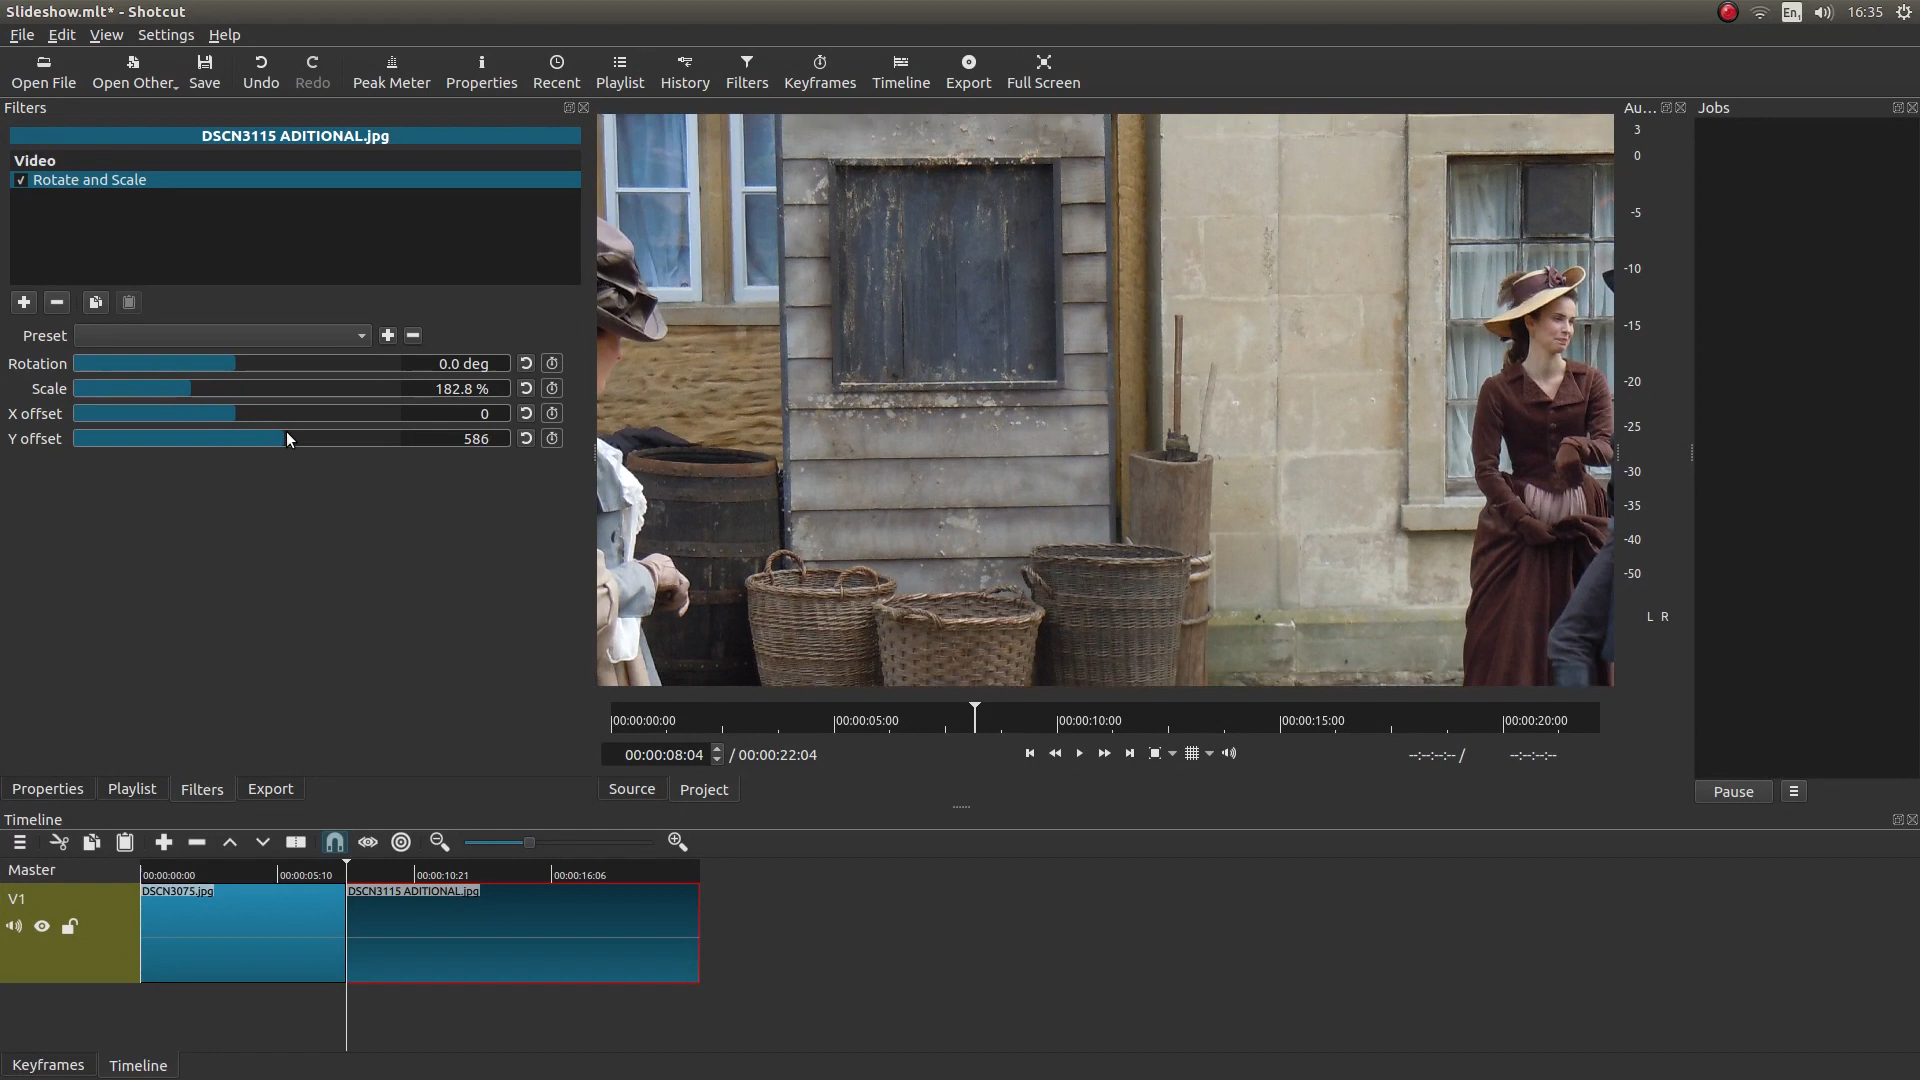 Slideshow.mlt* - Shotcut
En1 16:35
File Edit View Settings Help
Open File Open Other Save Undo Redo Peak Meter Properties Recent Playlist History Filters Keyframes Timeline Export Full Screen
Filters
DSCN3115 ADITIONAL.jpg
Video
Rotate and Scale
Preset
Rotation 0.0 deg
Scale 182.8 %
X offset 0
Y offset 586
Au...
3
0
-5
-10
-15
-20
-25
-30
-35
-40
-50
L R
Jobs
00:00:00:00 00:00:05:00 00:00:10:00 00:00:15:00 00:00:20:00
00:00:08:04 / 00:00:22:04 --:--:--:-- / --:--:--:--
Properties Playlist Filters Export
Source Project
Pause
Timeline
Master
00:00:00:00 00:00:05:10 00:00:10:21 00:00:16:06
V1
DSCN3075.jpg DSCN3115 ADITIONAL.jpg
Keyframes Timeline